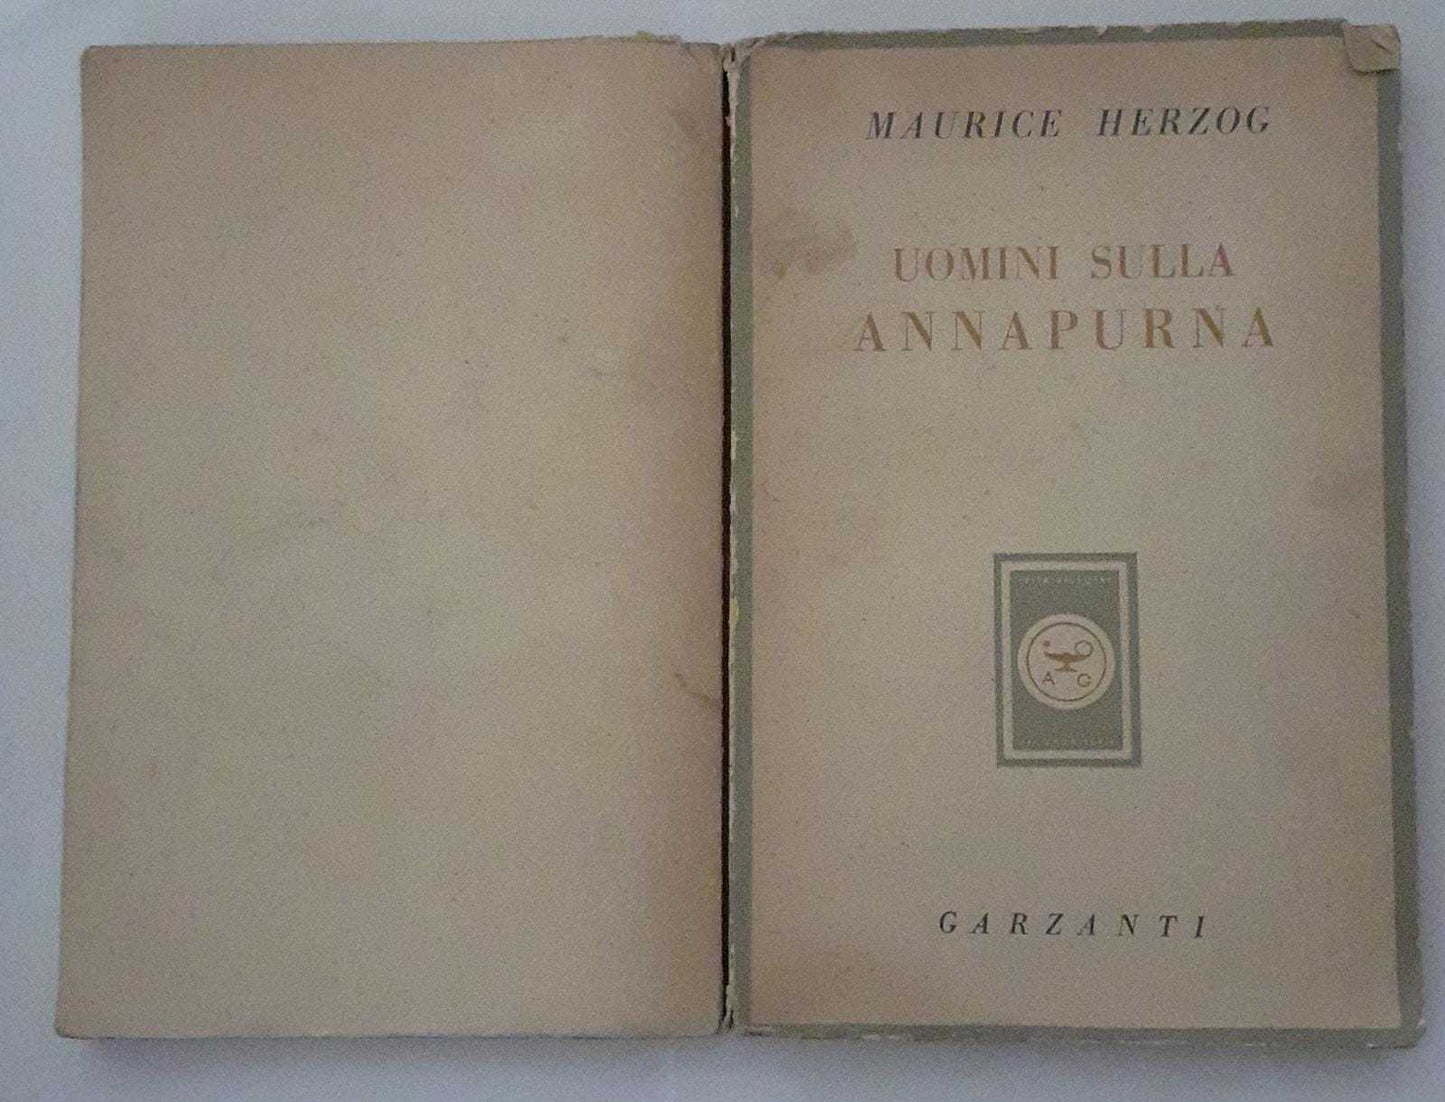 MAURICE HERZOG
UOMINI SULLA
ANNAPURNA
A G
GARZANTI